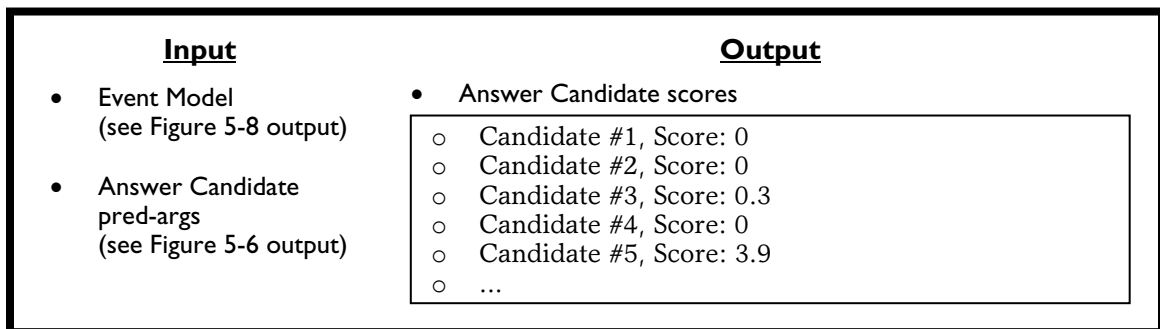 Input
• Event Model
(see Figure 5-8 output)
• Answer Candidate
pred-args
(see Figure 5-6 output)
Output
• Answer Candidate scores
o Candidate #1, Score: 0
o Candidate #2, Score: 0
o Candidate #3, Score: 0.3
o Candidate #4, Score: 0
o Candidate #5, Score: 3.9
o ...